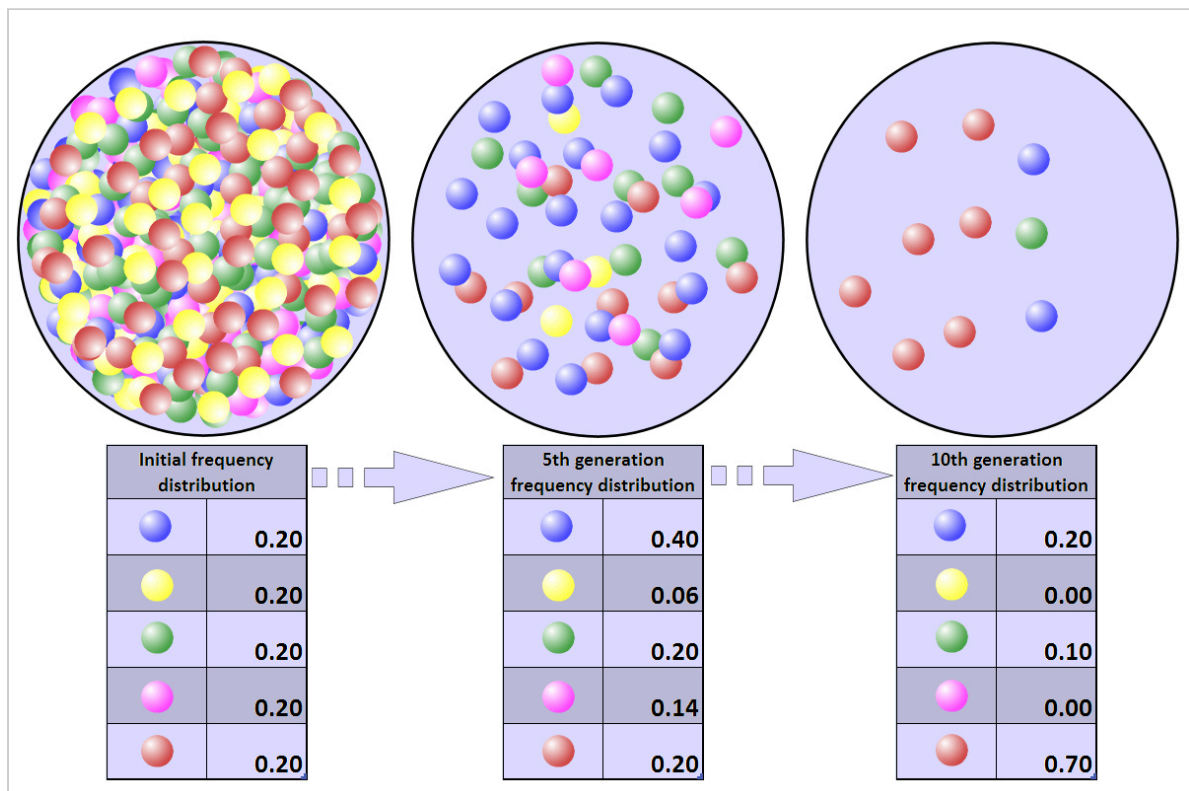 Initial frequency
distribution
0.20
0.20
0.20
0.20
0.20
5th generation
frequency distribution
0.40
0.06
0.20
0.14
0.20
10th generation
frequency distribution
0.20
0.00
0.10
0.00
0.70